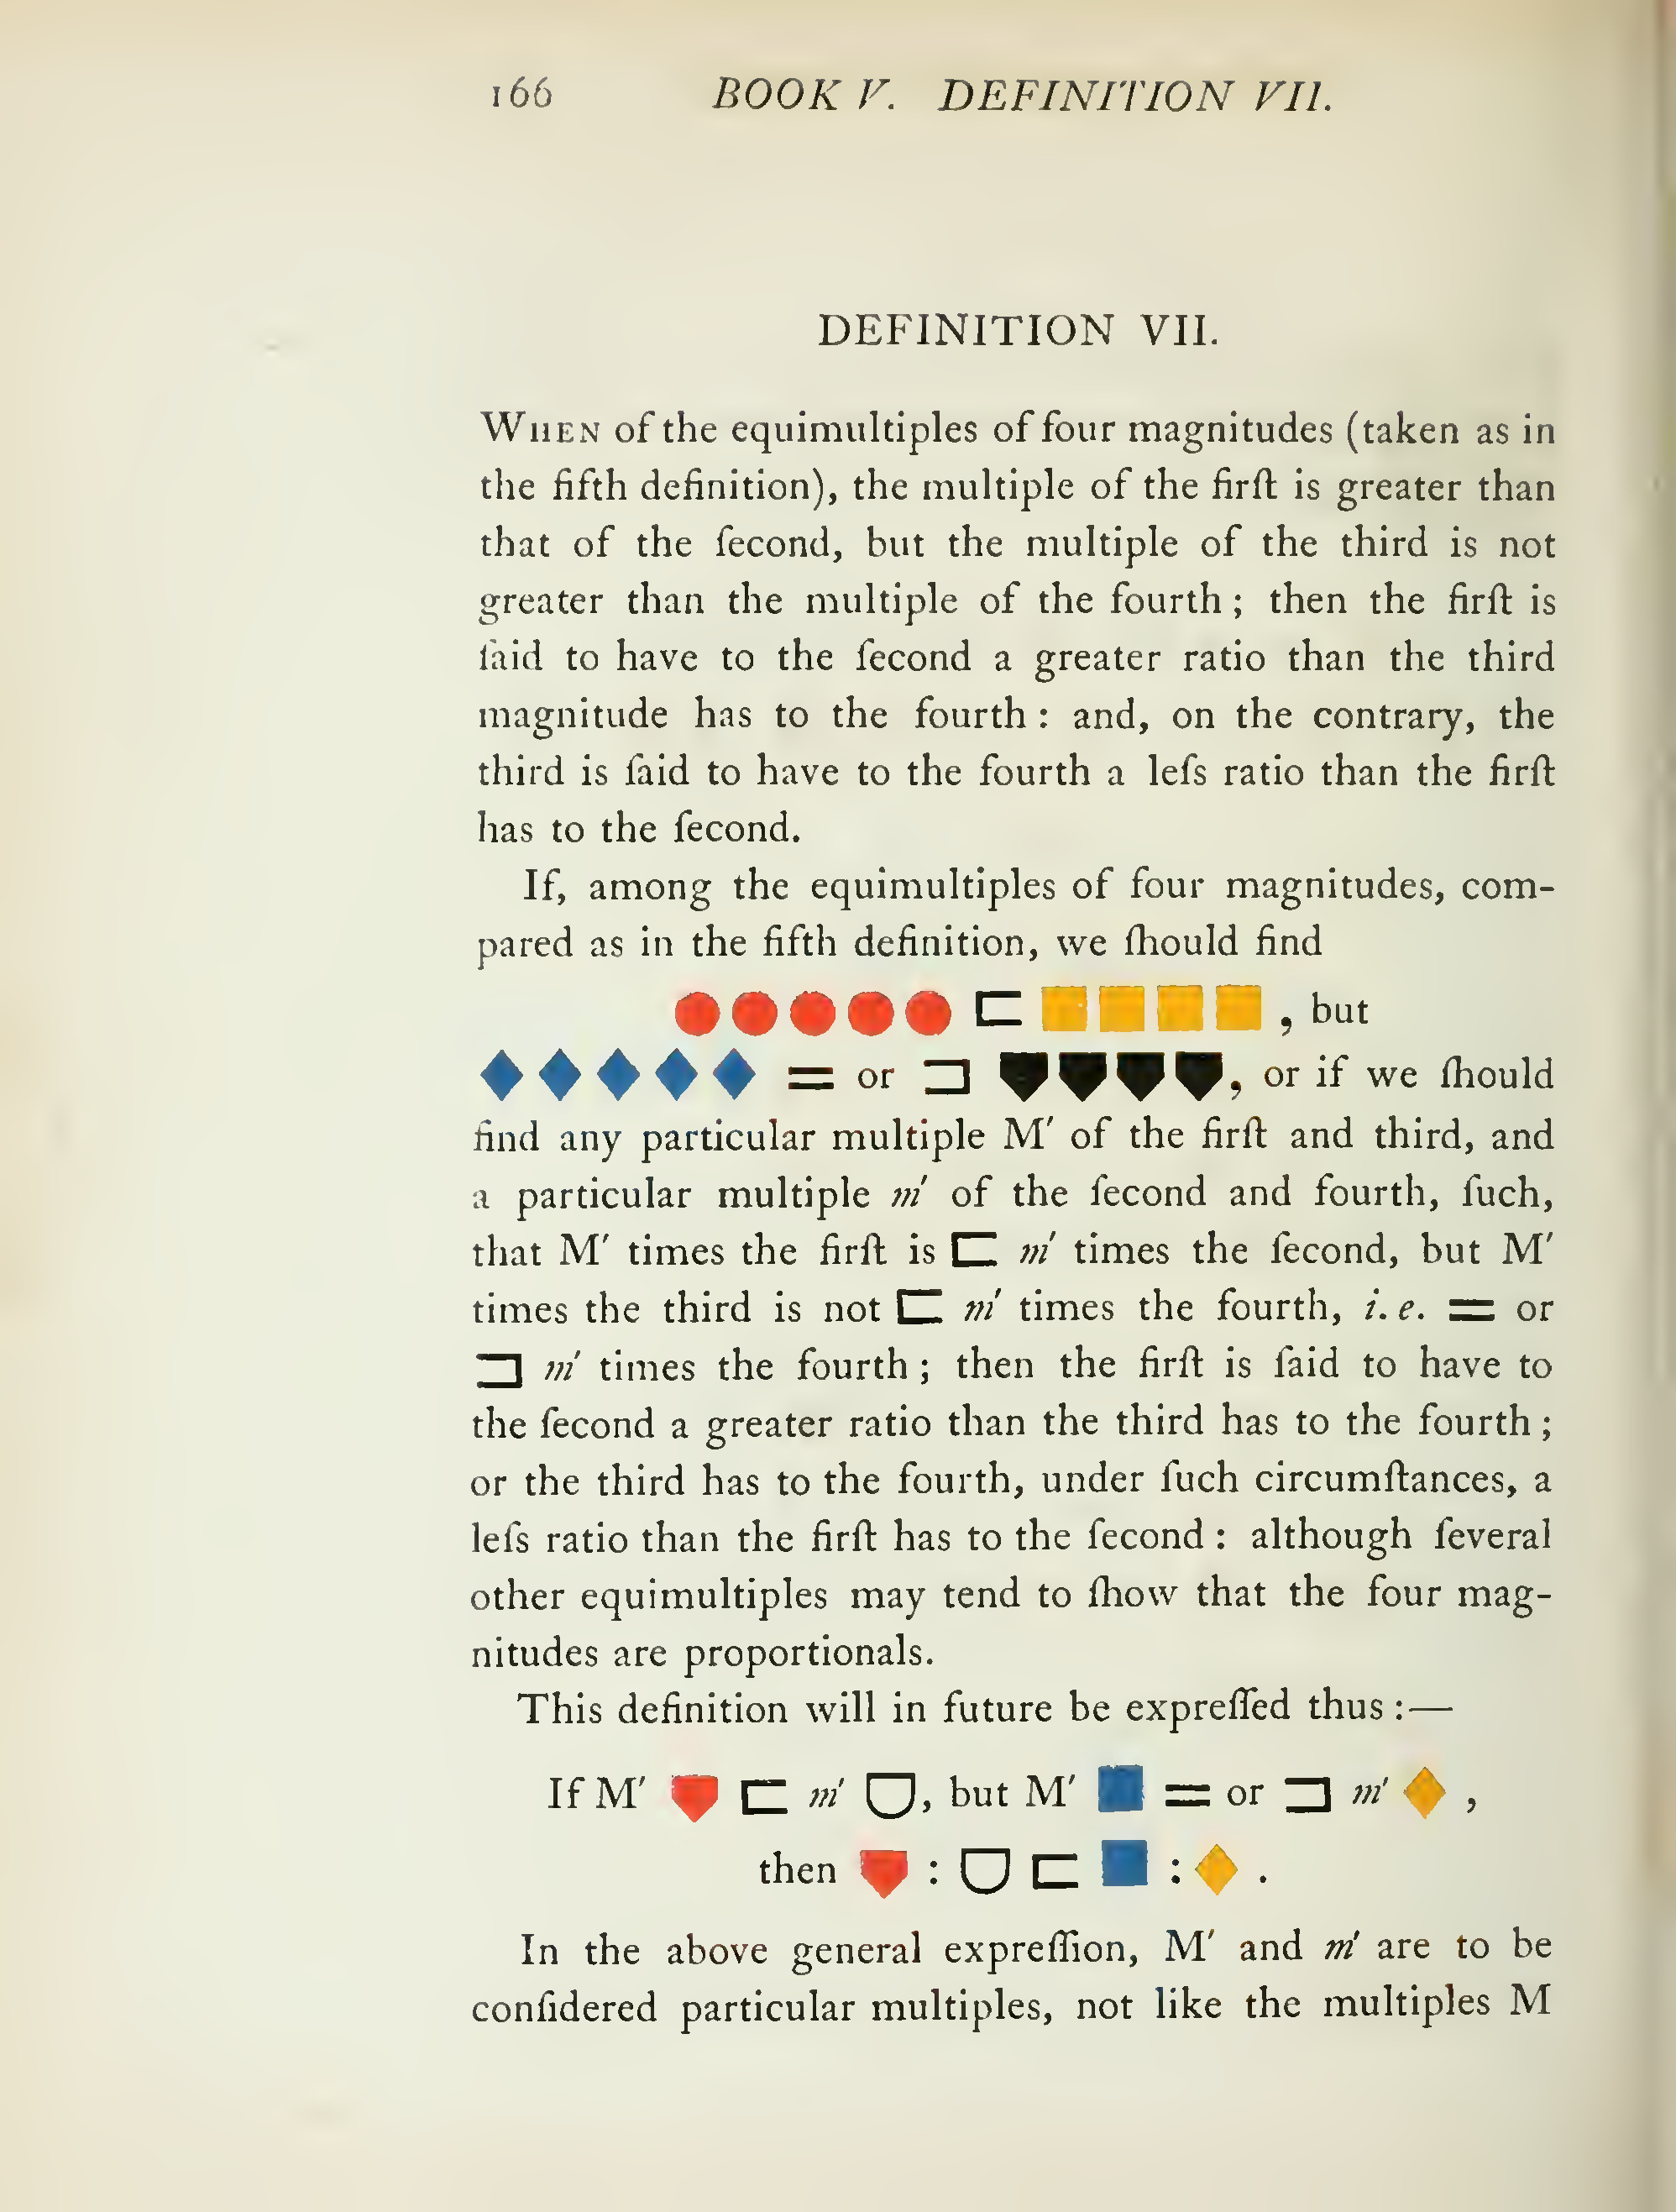 166 BOOK V. DEFINITION VII.
DEFINITION VII.
WHEN of the equimultiples of four magnitudes (taken as in
the fifth definition), the multiple of the firſt is greater than
that of the ſecond, but the multiple of the third is not
greater than the multiple of the fourth ; then the firſt is
ſaid to have to the ſecond a greater ratio than the third
magnitude has to the fourth : and, on the contrary, the
third is ſaid to have to the fourth a leſs ratio than the firſt
has to the ſecond.
If, among the equimultiples of four magnitudes, com-
pared as in the fifth definition, we ſhould find
⊏ , but
= or ⊐ , or if we ſhould
find any particular multiple M′ of the firſt and third, and
a particular multiple m′ of the ſecond and fourth, ſuch,
that M′ times the firſt is ⊏ m′ times the ſecond, but M′
times the third is not ⊏ m′ times the fourth, i. e. = or
⊐ m′ times the fourth ; then the firſt is ſaid to have to
the ſecond a greater ratio than the third has to the fourth ;
or the third has to the fourth, under ſuch circumſtances, a
leſs ratio than the firſt has to the ſecond : although ſeveral
other equimultiples may tend to ſhow that the four mag-
nitudes are proportionals.
This definition will in future be expreſſed thus :—
If M′ ⊏ m′ , but M′ = or ⊐ m′ ,
then : ⊏ : .
In the above general expreſſion, M′ and m′ are to be
conſidered particular multiples, not like the multiples M